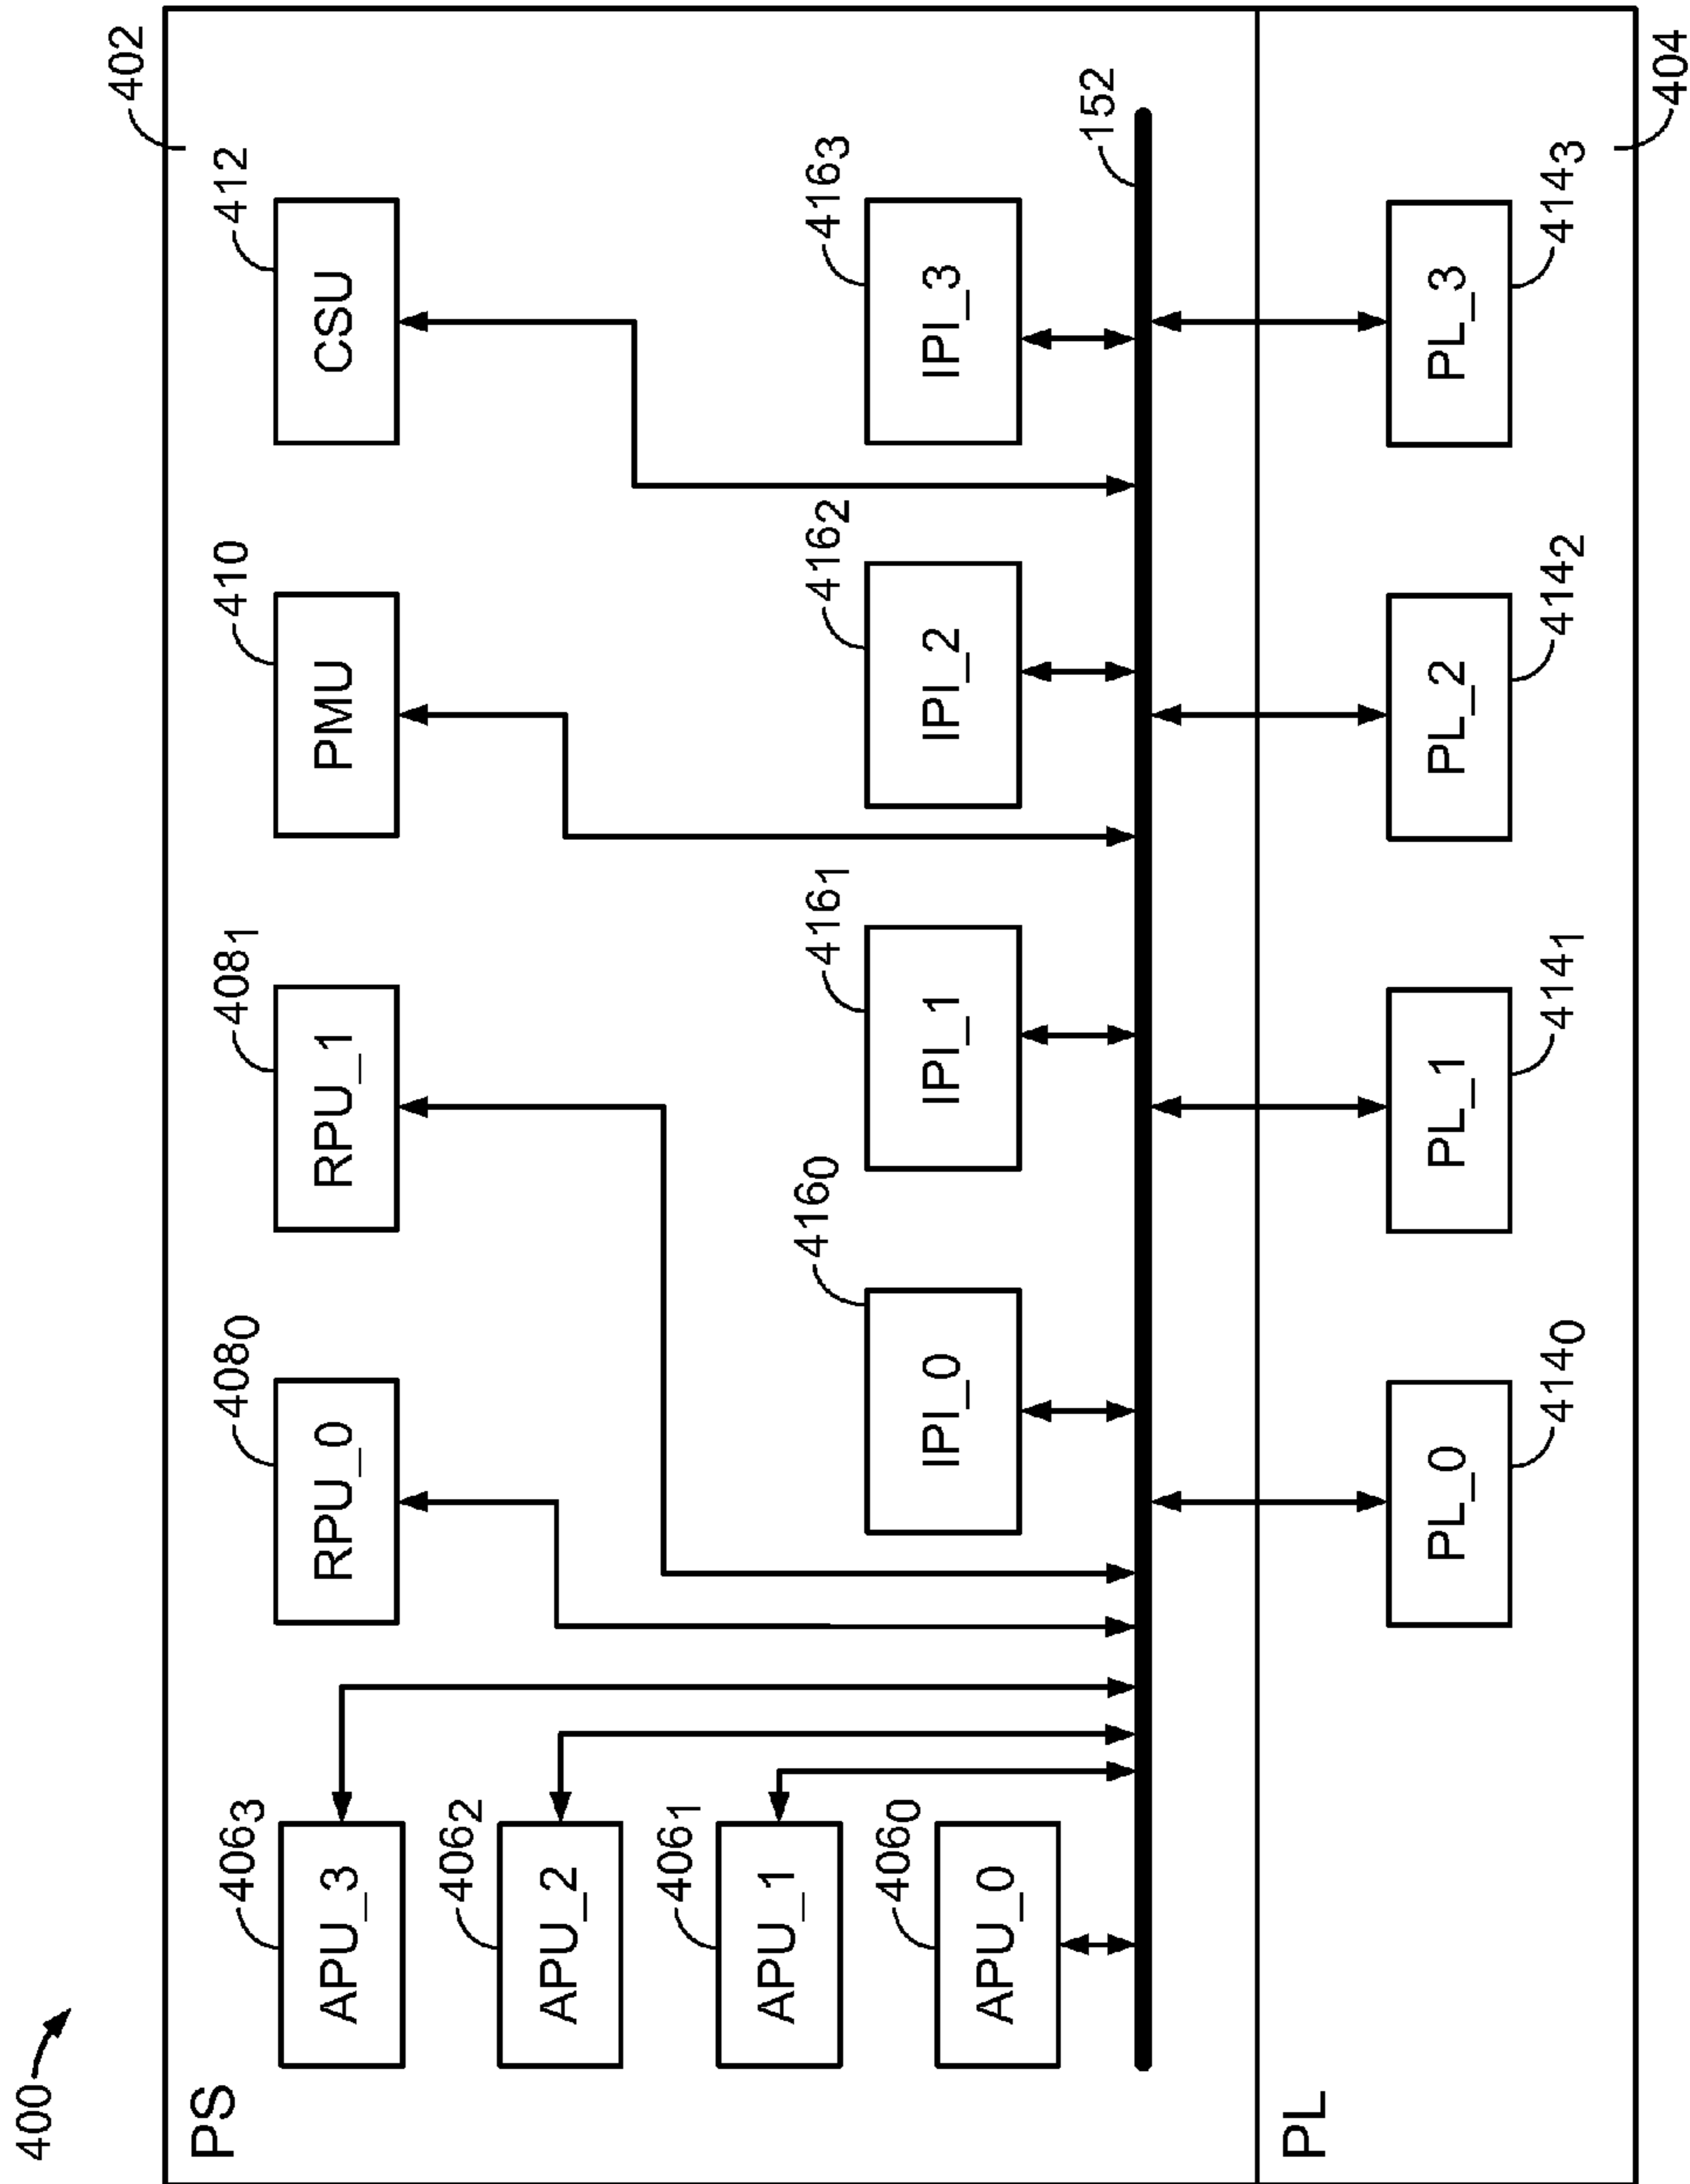 400
402
PS
APU_3
406₃
APU_2
406₂
APU_1
406₁
APU_0
406₀
RPU_0
408₀
RPU_1
408₁
PMU
410
CSU
412
IPI_0
416₀
IPI_1
416₁
IPI_2
416₂
IPI_3
416₃
152
PL
PL_0
414₀
PL_1
414₁
PL_2
414₂
PL_3
414₃
404